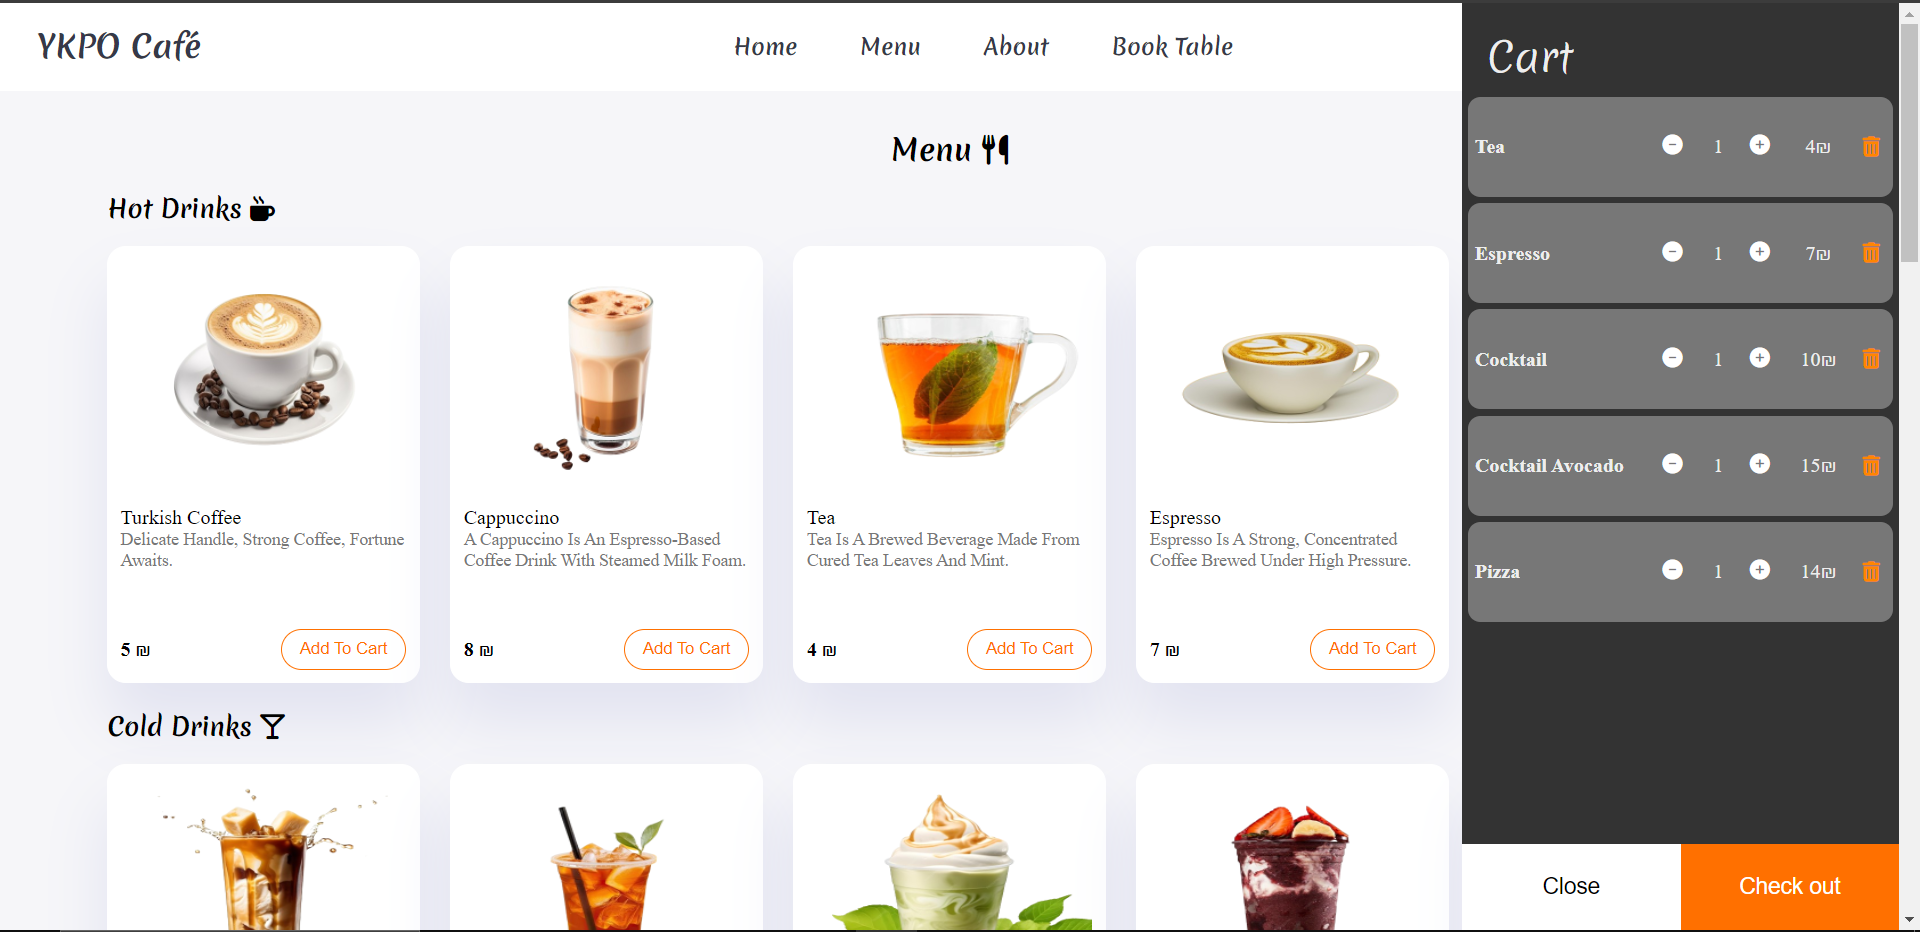 YKPO Café
Home Menu About Book Table
Menu
Hot Drinks
Turkish Coffee
Delicate Handle, Strong Coffee, Fortune
Awaits.
5 ₪ Add To Cart
Cappuccino
A Cappuccino Is An Espresso-Based
Coffee Drink With Steamed Milk Foam.
8 ₪ Add To Cart
Tea
Tea Is A Brewed Beverage Made From
Cured Tea Leaves And Mint.
4 ₪ Add To Cart
Espresso
Espresso Is A Strong, Concentrated
Coffee Brewed Under High Pressure.
7 ₪ Add To Cart
Cold Drinks
Cart
Tea 1 4₪
Espresso 1 7₪
Cocktail 1 10₪
Cocktail Avocado 1 15₪
Pizza 1 14₪
Close Check out